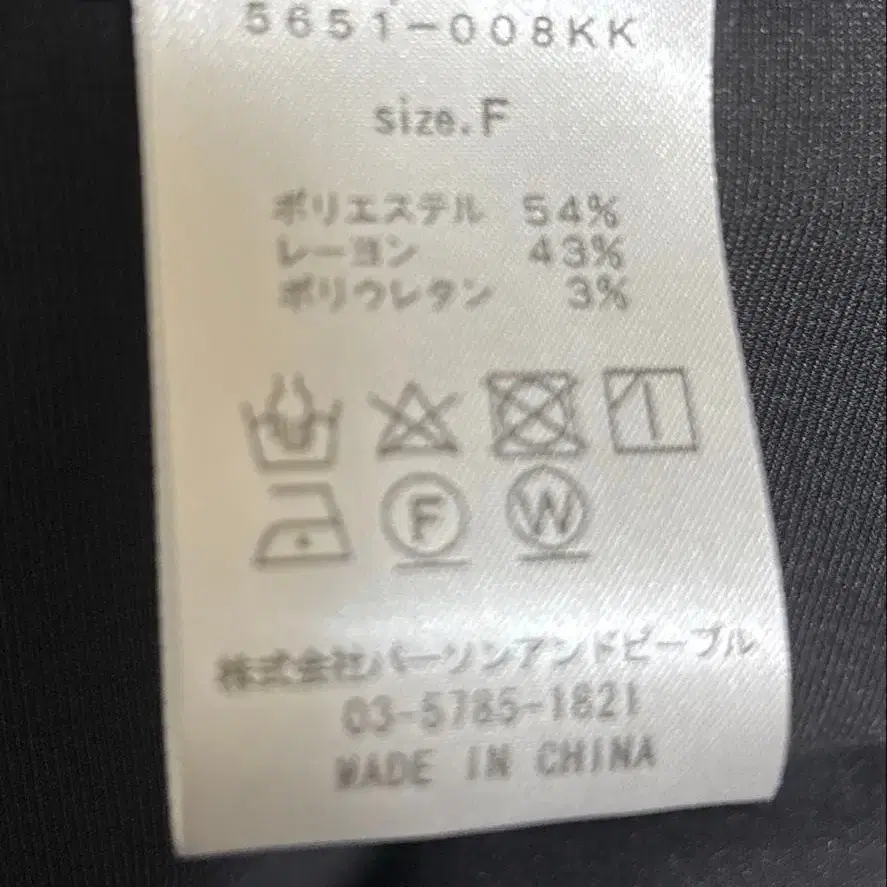 5651-008KK
size.F
ポリエステル 54%
レーヨン 43%
ポリウレタン 3%
F W
株式会社パーソンアンドピープル
03-5785-1821
MADE IN CHINA